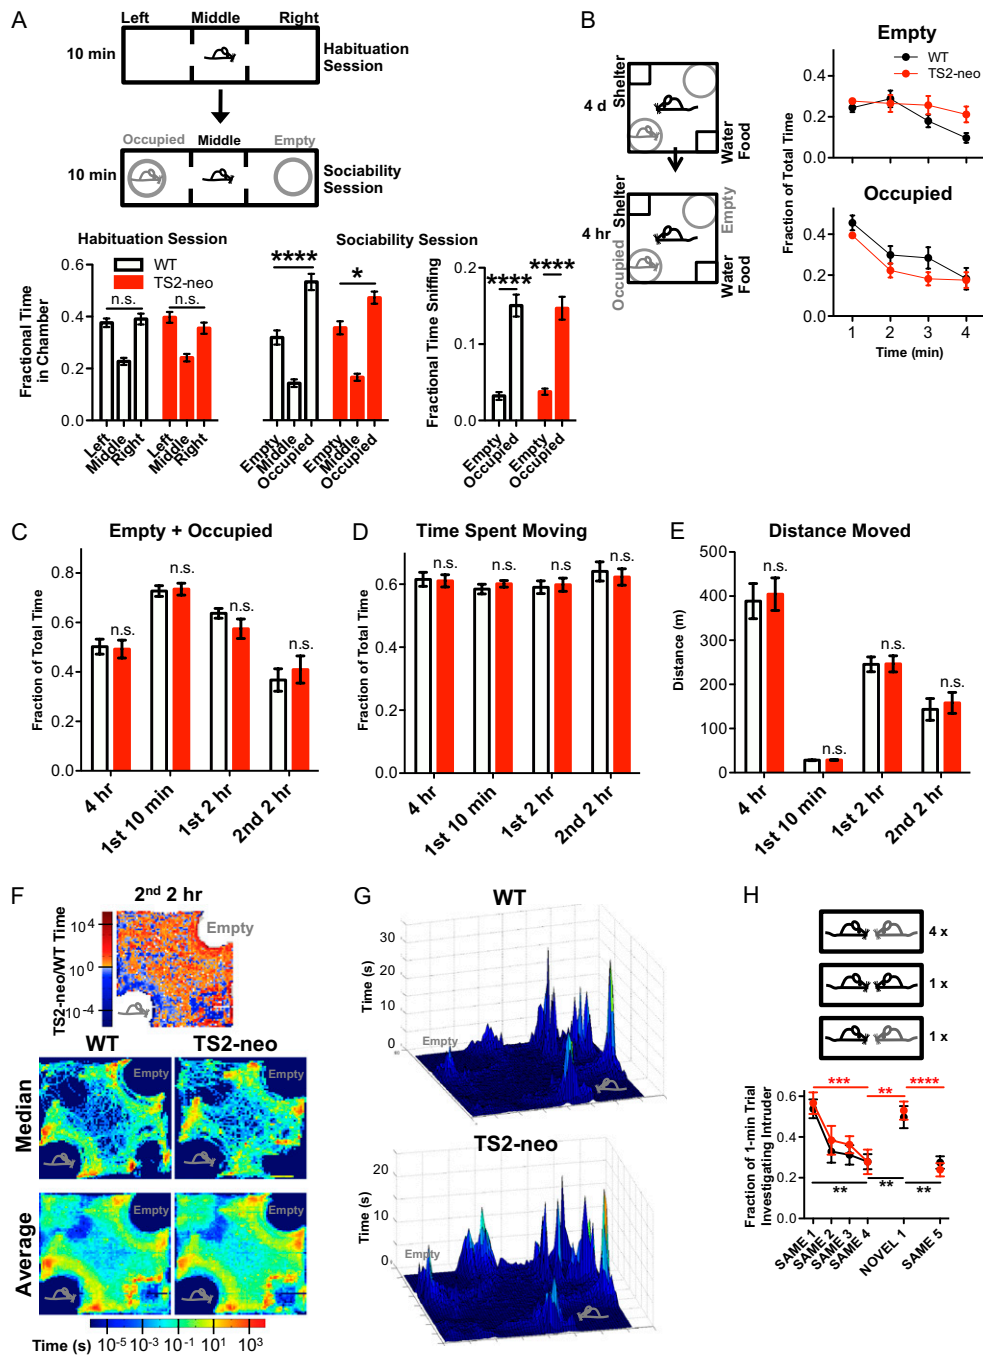 A
Left Middle Right
10 min
Habituation
Session
Occupied Middle Empty
10 min
Sociability
Session
Habituation Session
Sociability Session
WT
TS2-neo
Fractional Time
in Chamber
0.6
0.4
0.2
0.0
n.s. n.s.
**** *
Left
Middle
Right
Left
Middle
Right
Empty
Middle
Occupied
Empty
Middle
Occupied
Fractional Time Sniffing
0.2
0.1
0.0
**** ****
Empty
Occupied
Empty
Occupied
B
4 d
Shelter
Water
Food
4 hr
Shelter
Empty
Occupied
Water
Food
Empty
WT
TS2-neo
0.4
0.2
0.0
Fraction of Total Time
Occupied
0.4
0.2
0.0
1 2 3 4
Time (min)
C
Empty + Occupied
Fraction of Total Time
0.8
0.6
0.4
0.2
0.0
n.s. n.s. n.s. n.s.
4 hr
1st 10 min
1st 2 hr
2nd 2 hr
D
Time Spent Moving
Fraction of Total Time
0.8
0.6
0.4
0.2
0.0
n.s. n.s. n.s n.s.
4 hr
1st 10 min
1st 2 hr
2nd 2 hr
E
Distance Moved
Distance (m)
500
400
300
200
100
0
n.s. n.s. n.s. n.s.
4 hr
1st 10 min
1st 2 hr
2nd 2 hr
F
2nd 2 hr
TS2-neo/WT Time
10^4
10^0
10^-4
Empty
WT TS2-neo
Median
Empty Empty
Average
Empty Empty
Time (s) 10^-5 10^-3 10^-1 10^1 10^3
G
WT
Time (s)
30
20
10
0
Empty
TS2-neo
Time (s)
20
10
0
Empty
H
4 x
1 x
1 x
Fraction of 1-min Trial
Investigating Intruder
0.6
0.4
0.2
0.0
*** ** ****
** ** **
SAME 1
SAME 2
SAME 3
SAME 4
NOVEL 1
SAME 5